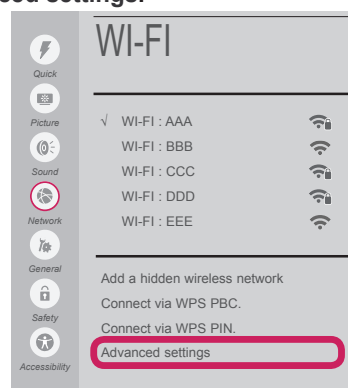 ed settings.
WI-FI
Quick
Picture
Sound
Network
General
Safety
Accessibility
√ WI-FI : AAA
WI-FI : BBB
WI-FI : CCC
WI-FI : DDD
WI-FI : EEE
Add a hidden wireless network
Connect via WPS PBC.
Connect via WPS PIN.
Advanced settings